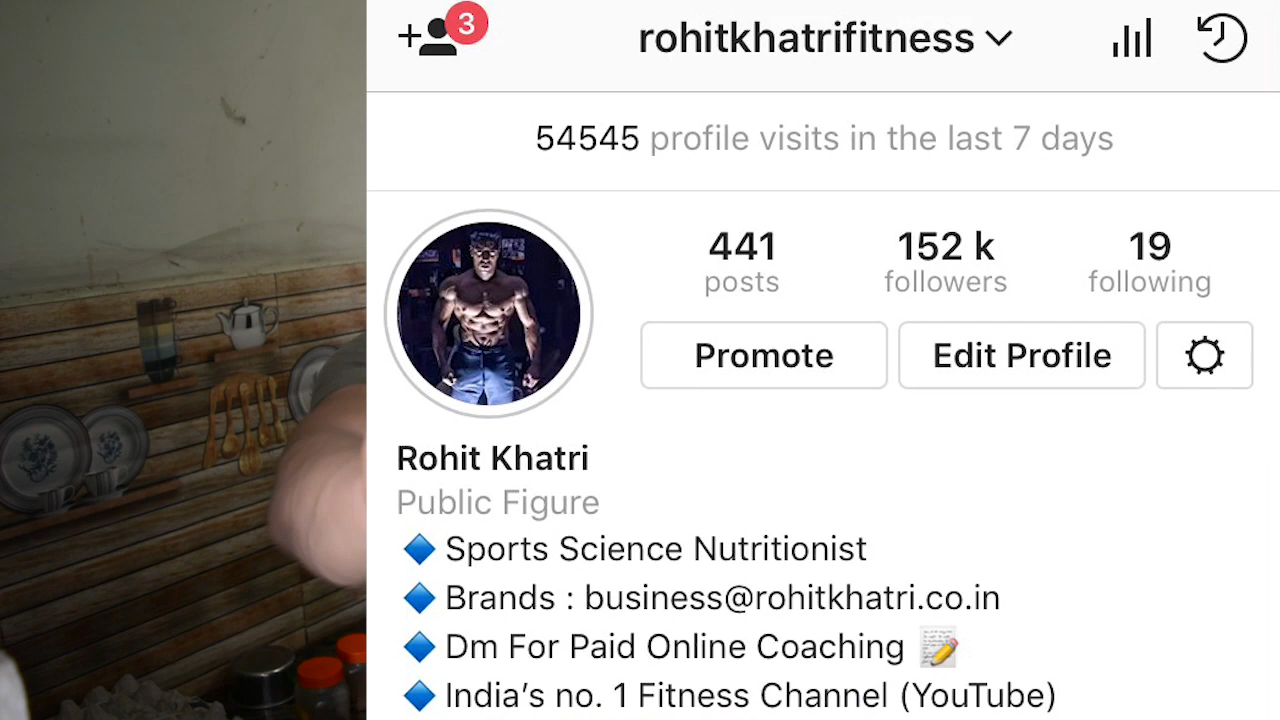 3
rohitkhatrifitness
54545 profile visits in the last 7 days
441 152 k 19
posts followers following
Promote Edit Profile
Rohit Khatri
Public Figure
🔷 Sports Science Nutritionist
🔷 Brands : business@rohitkhatri.co.in
🔷 Dm For Paid Online Coaching 📝
🔷 India's no. 1 Fitness Channel (YouTube)